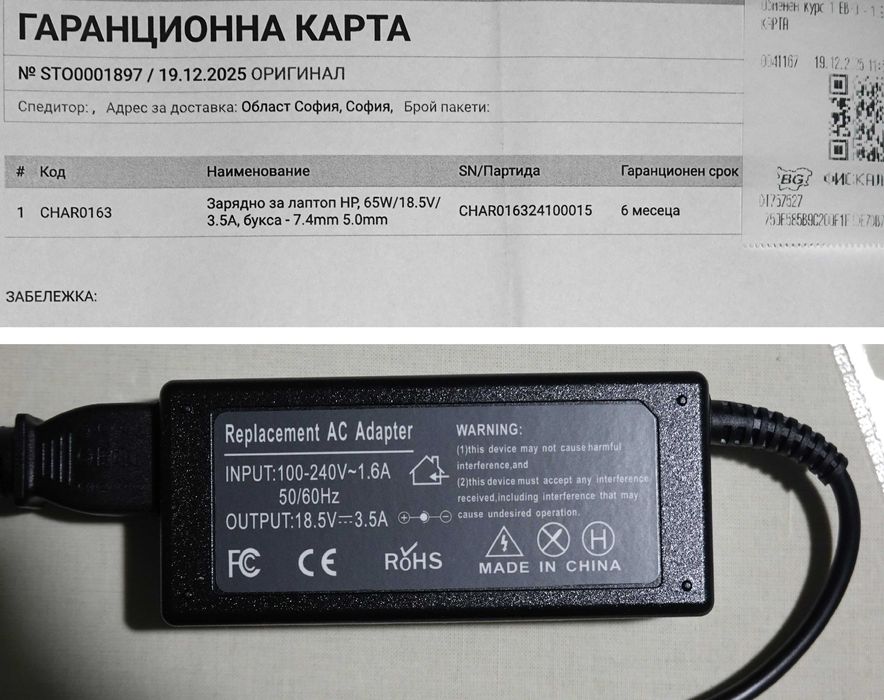 ГАРАНЦИОННА КАРТА
№ STO0001897 / 19.12.2025 ОРИГИНАЛ
Спедитор: , Адрес за доставка: Област София, София, Брой пакети:
# Код Наименование SN/Партида Гаранционен срок
1 CHAR0163 Зарядно за лаптоп HP, 65W/18.5V/ CHAR016324100015 6 месеца
3.5A, букса - 7.4mm 5.0mm
ЗАБЕЛЕЖКА:
курс 1
КАРТА
0041167 19.12.2
BG ФИСКАЛ
Replacement AC Adapter
INPUT:100-240V~1.6A
50/60Hz
OUTPUT:18.5V⎓3.5A
FC CE RoHS
WARNING:
(1)this device may not cause harmful
interference,and
(2)this device must accept any interference
received,including interference that may
cause undesired operation.
H
MADE IN CHINA